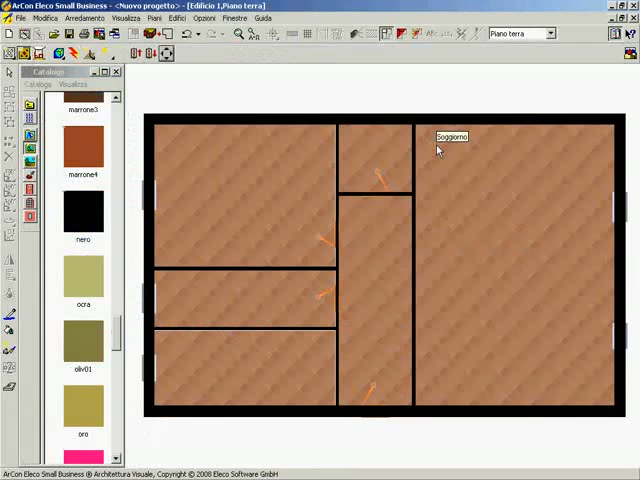 ArCon Eleco Small Business - <Nuovo progetto> - [Edificio 1,Piano terra]
File Modifica Arredamento Visualizza Piani Edifici Opzioni Finestre Guida
Piano terra
Catalogo
Catalogo Visualizza
marrone3
marrone4
nero
ocra
oliv01
oro
Soggiorno
ArCon Eleco Small Business ® Architettura Visuale, Copyright © 2008 Eleco Software GmbH